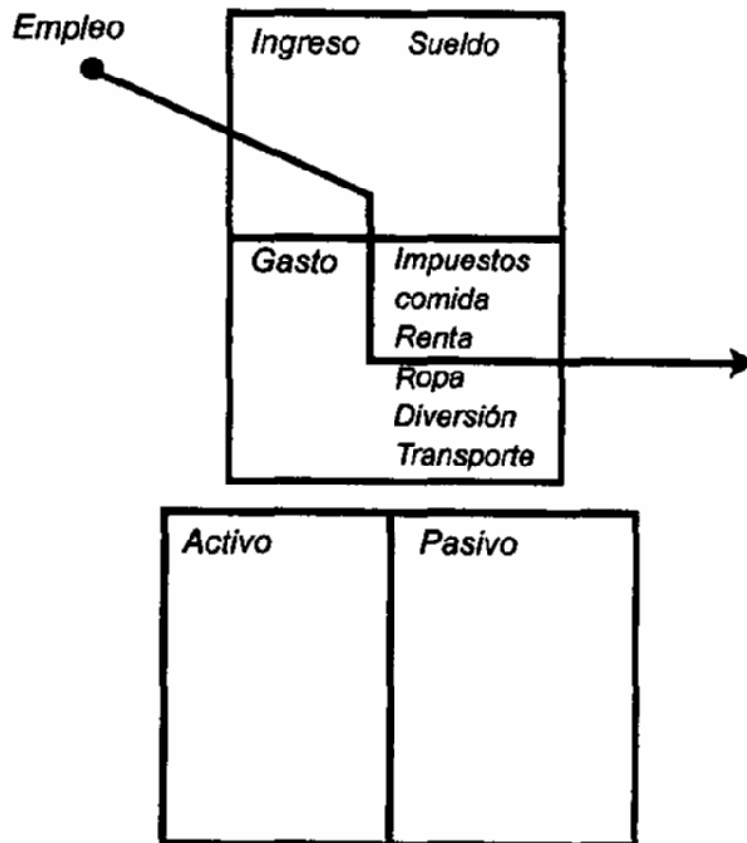 Empleo
Ingreso Sueldo
Gasto Impuestos
comida
Renta
Ropa
Diversión
Transporte
Activo Pasivo